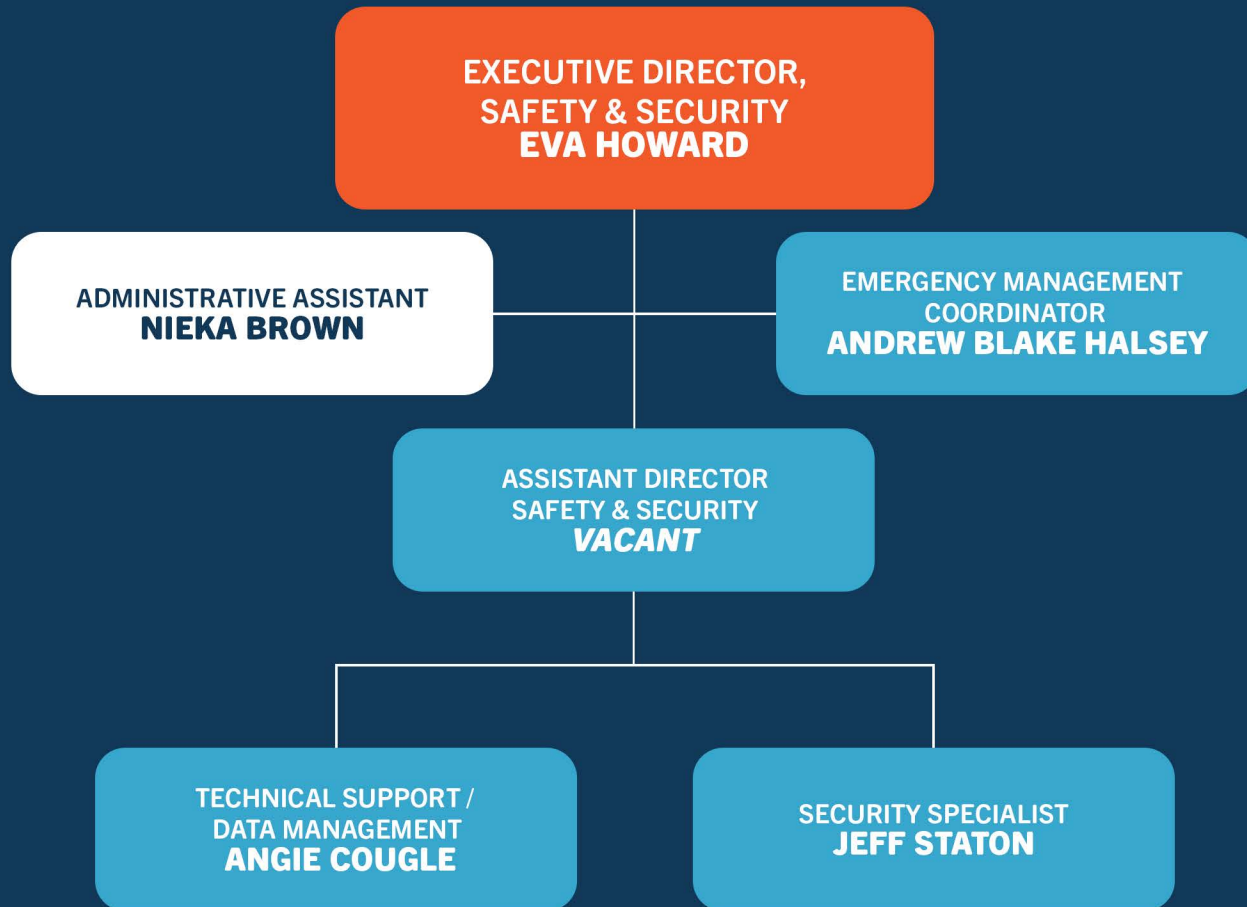 EXECUTIVE DIRECTOR,
SAFETY & SECURITY
EVA HOWARD
ADMINISTRATIVE ASSISTANT
NIEKA BROWN
EMERGENCY MANAGEMENT
COORDINATOR
ANDREW BLAKE HALSEY
ASSISTANT DIRECTOR
SAFETY & SECURITY
VACANT
TECHNICAL SUPPORT /
DATA MANAGEMENT
ANGIE COUGLE
SECURITY SPECIALIST
JEFF STATON